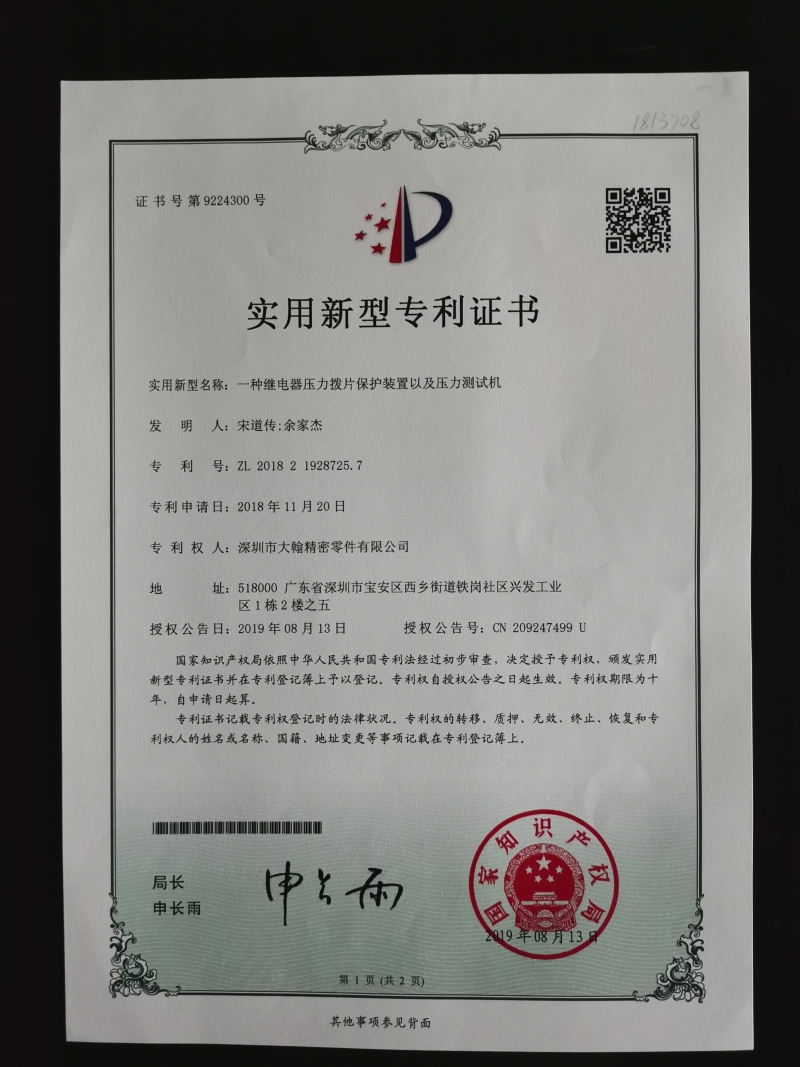 1813708
证书号第9224300号
实用新型专利证书
实用新型名称：一种继电器压力拨片保护装置以及压力测试机
发明人：宋道传;余家杰
专利号：ZL 2018 2 1928725.7
专利申请日：2018年11月20日
专利权人：深圳市大翰精密零件有限公司
地址：518000 广东省深圳市宝安区西乡街道铁岗社区兴发工业
区1栋2楼之五
授权公告日：2019年08月13日 授权公告号：CN 209247499 U
国家知识产权局依照中华人民共和国专利法经过初步审查，决定授予专利权，颁发实用
新型专利证书并在专利登记簿上予以登记。专利权自授权公告之日起生效。专利权期限为十
年，自申请日起算。
专利证书记载专利权登记时的法律状况。专利权的转移、质押、无效、终止、恢复和专
利权人的姓名或名称、国籍、地址变更等事项记载在专利登记簿上。
局长
申长雨
申长雨
国家知识产权局
2019年08月13日
第1页(共2页)
其他事项参见背面